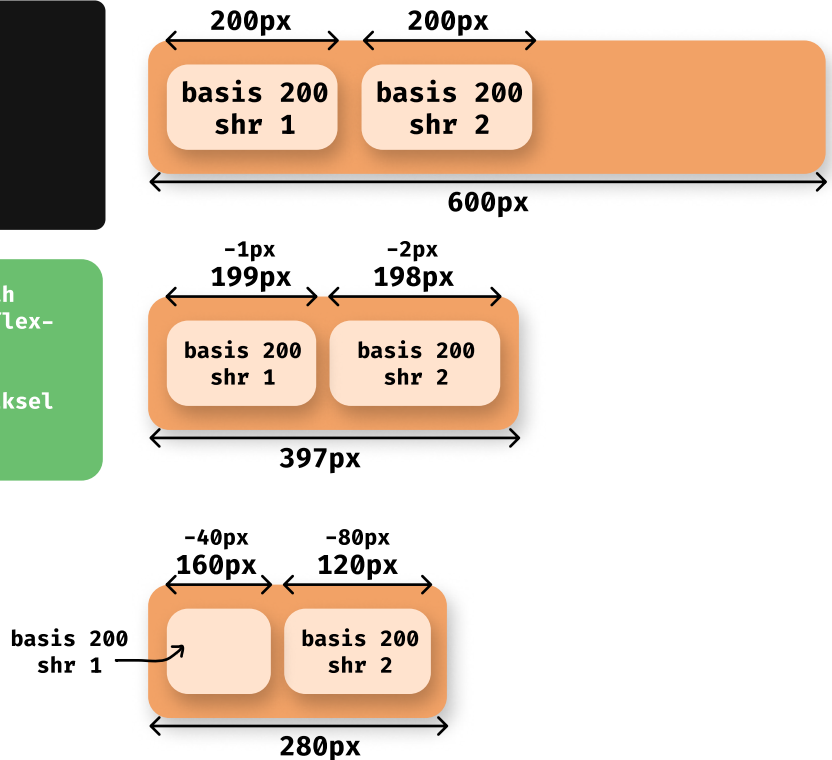 200px 200px
basis 200 basis 200
shr 1 shr 2
600px
-1px -2px
199px 198px
basis 200 basis 200
shr 1 shr 2
397px
-40px -80px
160px 120px
basis 200 basis 200
shr 1 shr 2
280px